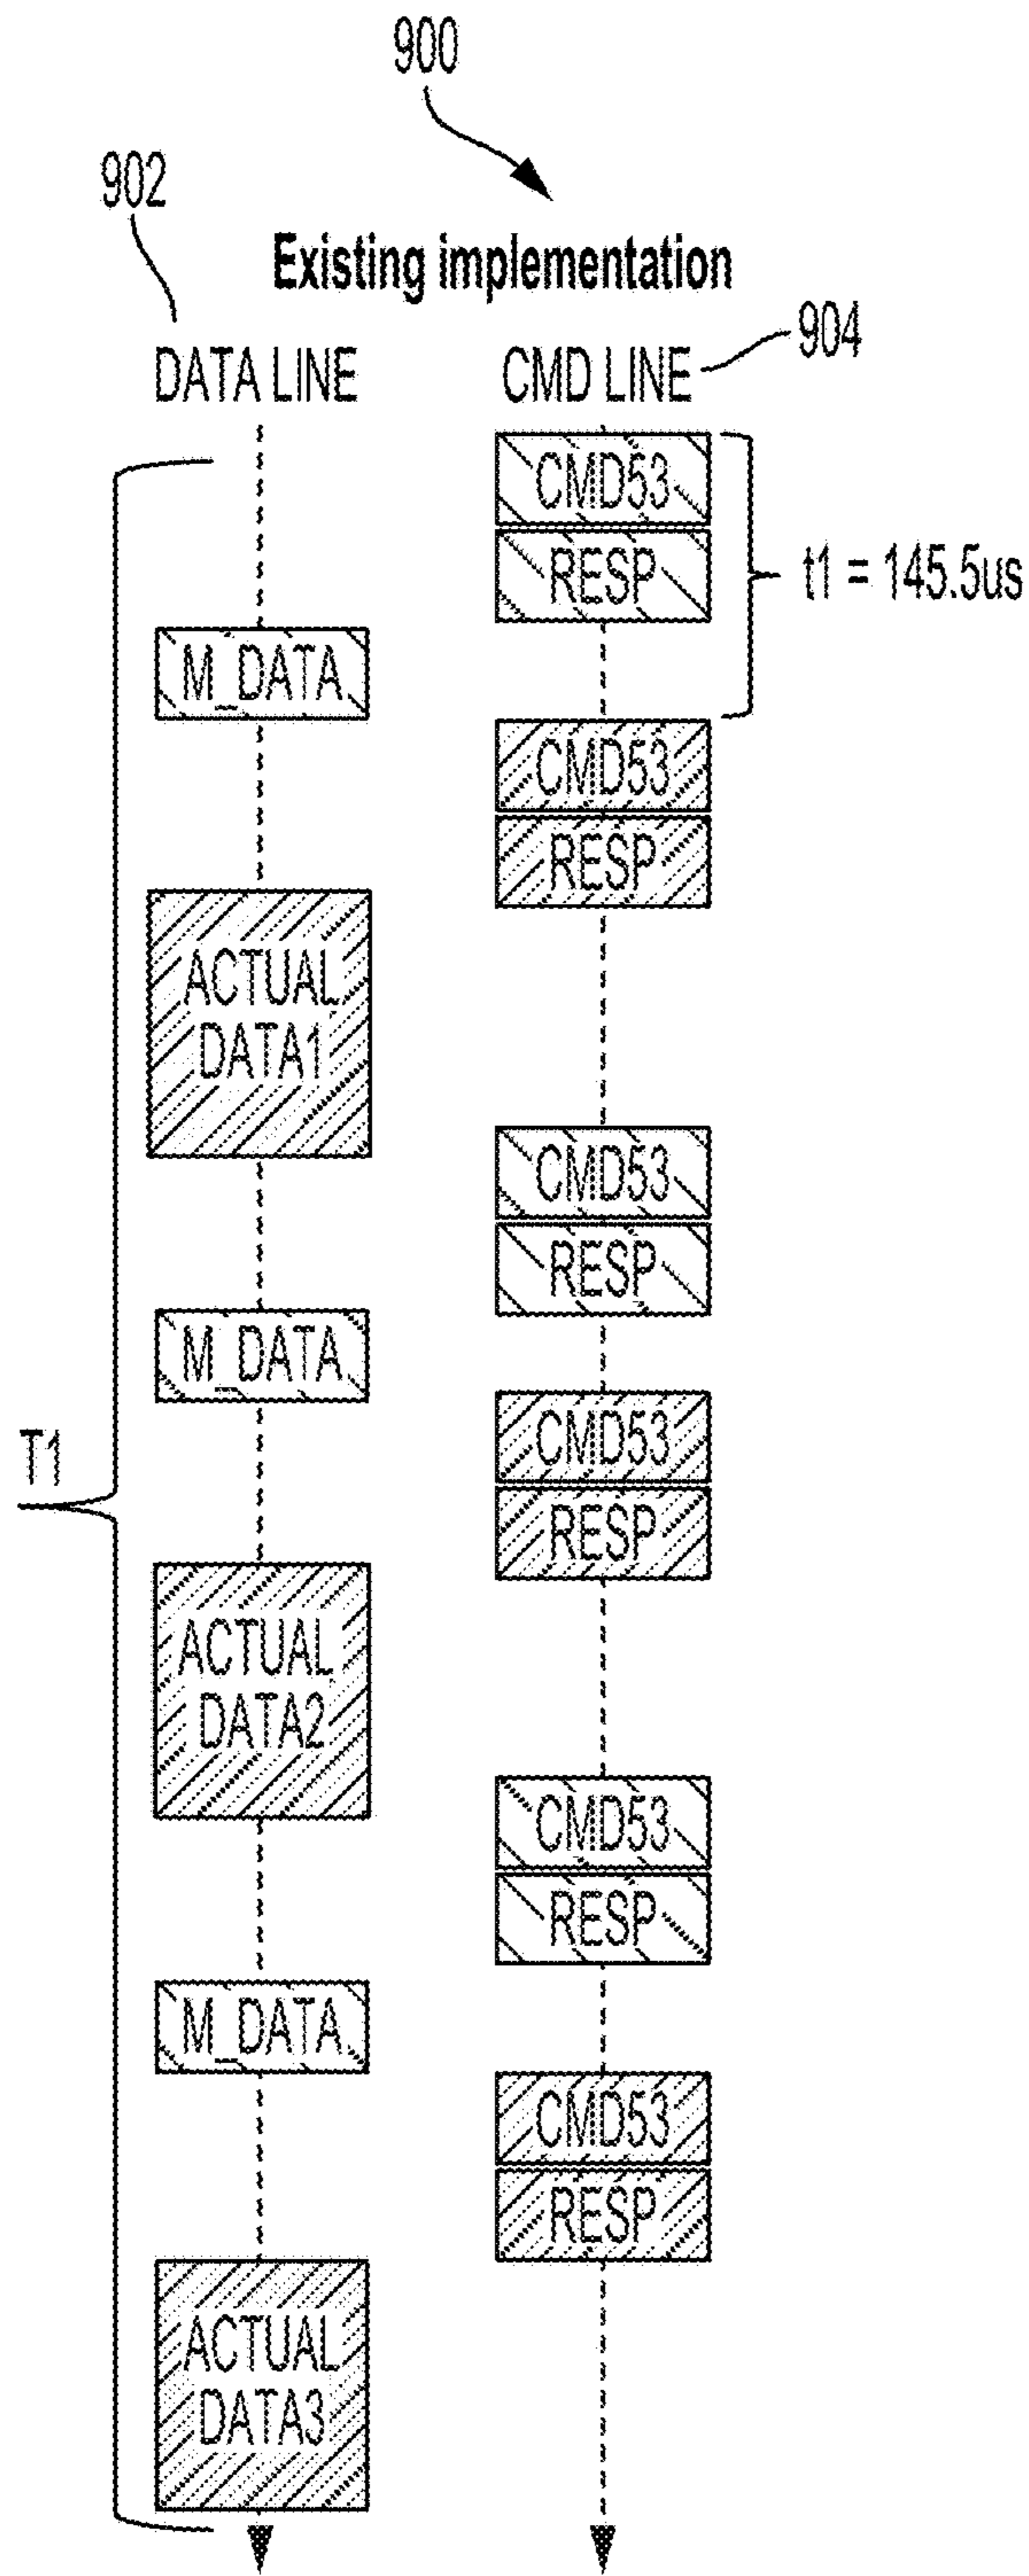 900
902
Existing implementation
904
DATA LINE
CMD LINE
CMD53
RESP
t1 = 145.5us
M_DATA
CMD53
RESP
ACTUAL
DATA1
CMD53
RESP
M_DATA
CMD53
T1
RESP
ACTUAL
DATA2
CMD53
RESP
M_DATA
CMD53
RESP
ACTUAL
DATA3